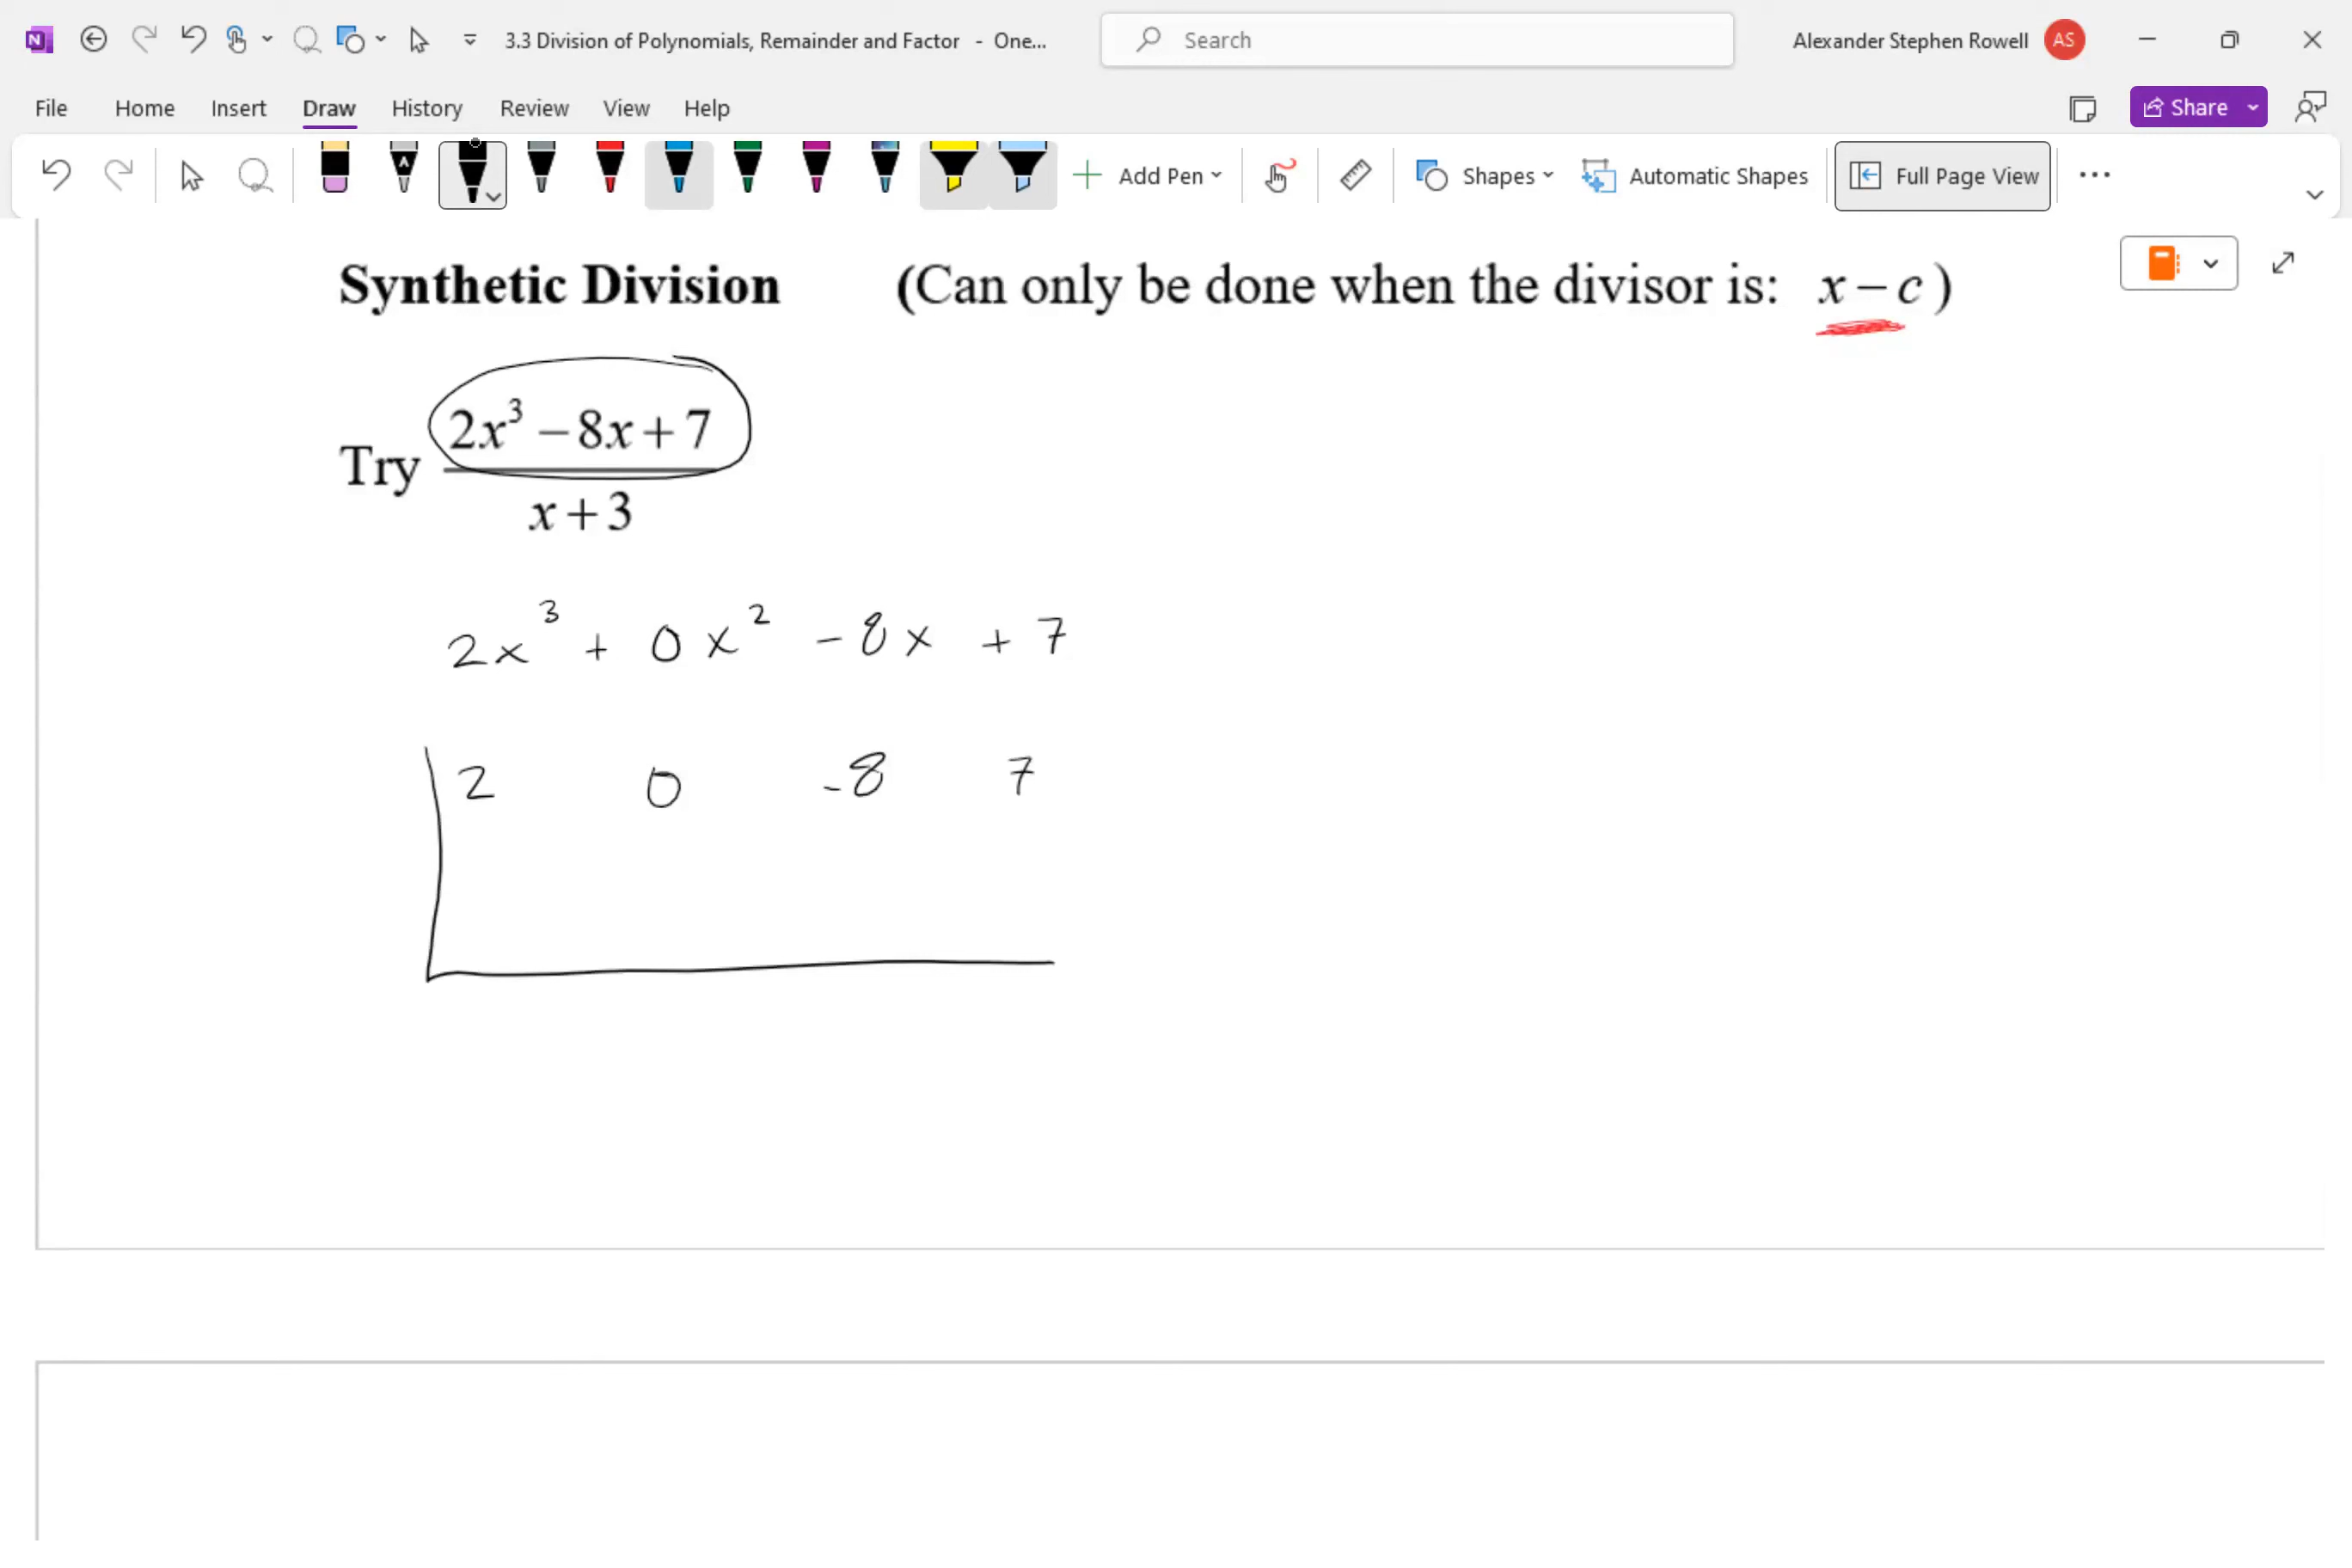 3.3 Division of Polynomials, Remainder and Factor - One...
Search
Alexander Stephen Rowell AS
File Home Insert Draw History Review View Help
Share
A
Add Pen
Shapes
Automatic Shapes
Full Page View
Synthetic Division (Can only be done when the divisor is: x − c )
Try
2x³ − 8x + 7
x + 3
2x³ + 0x² - 8x + 7
2 0 -8 7